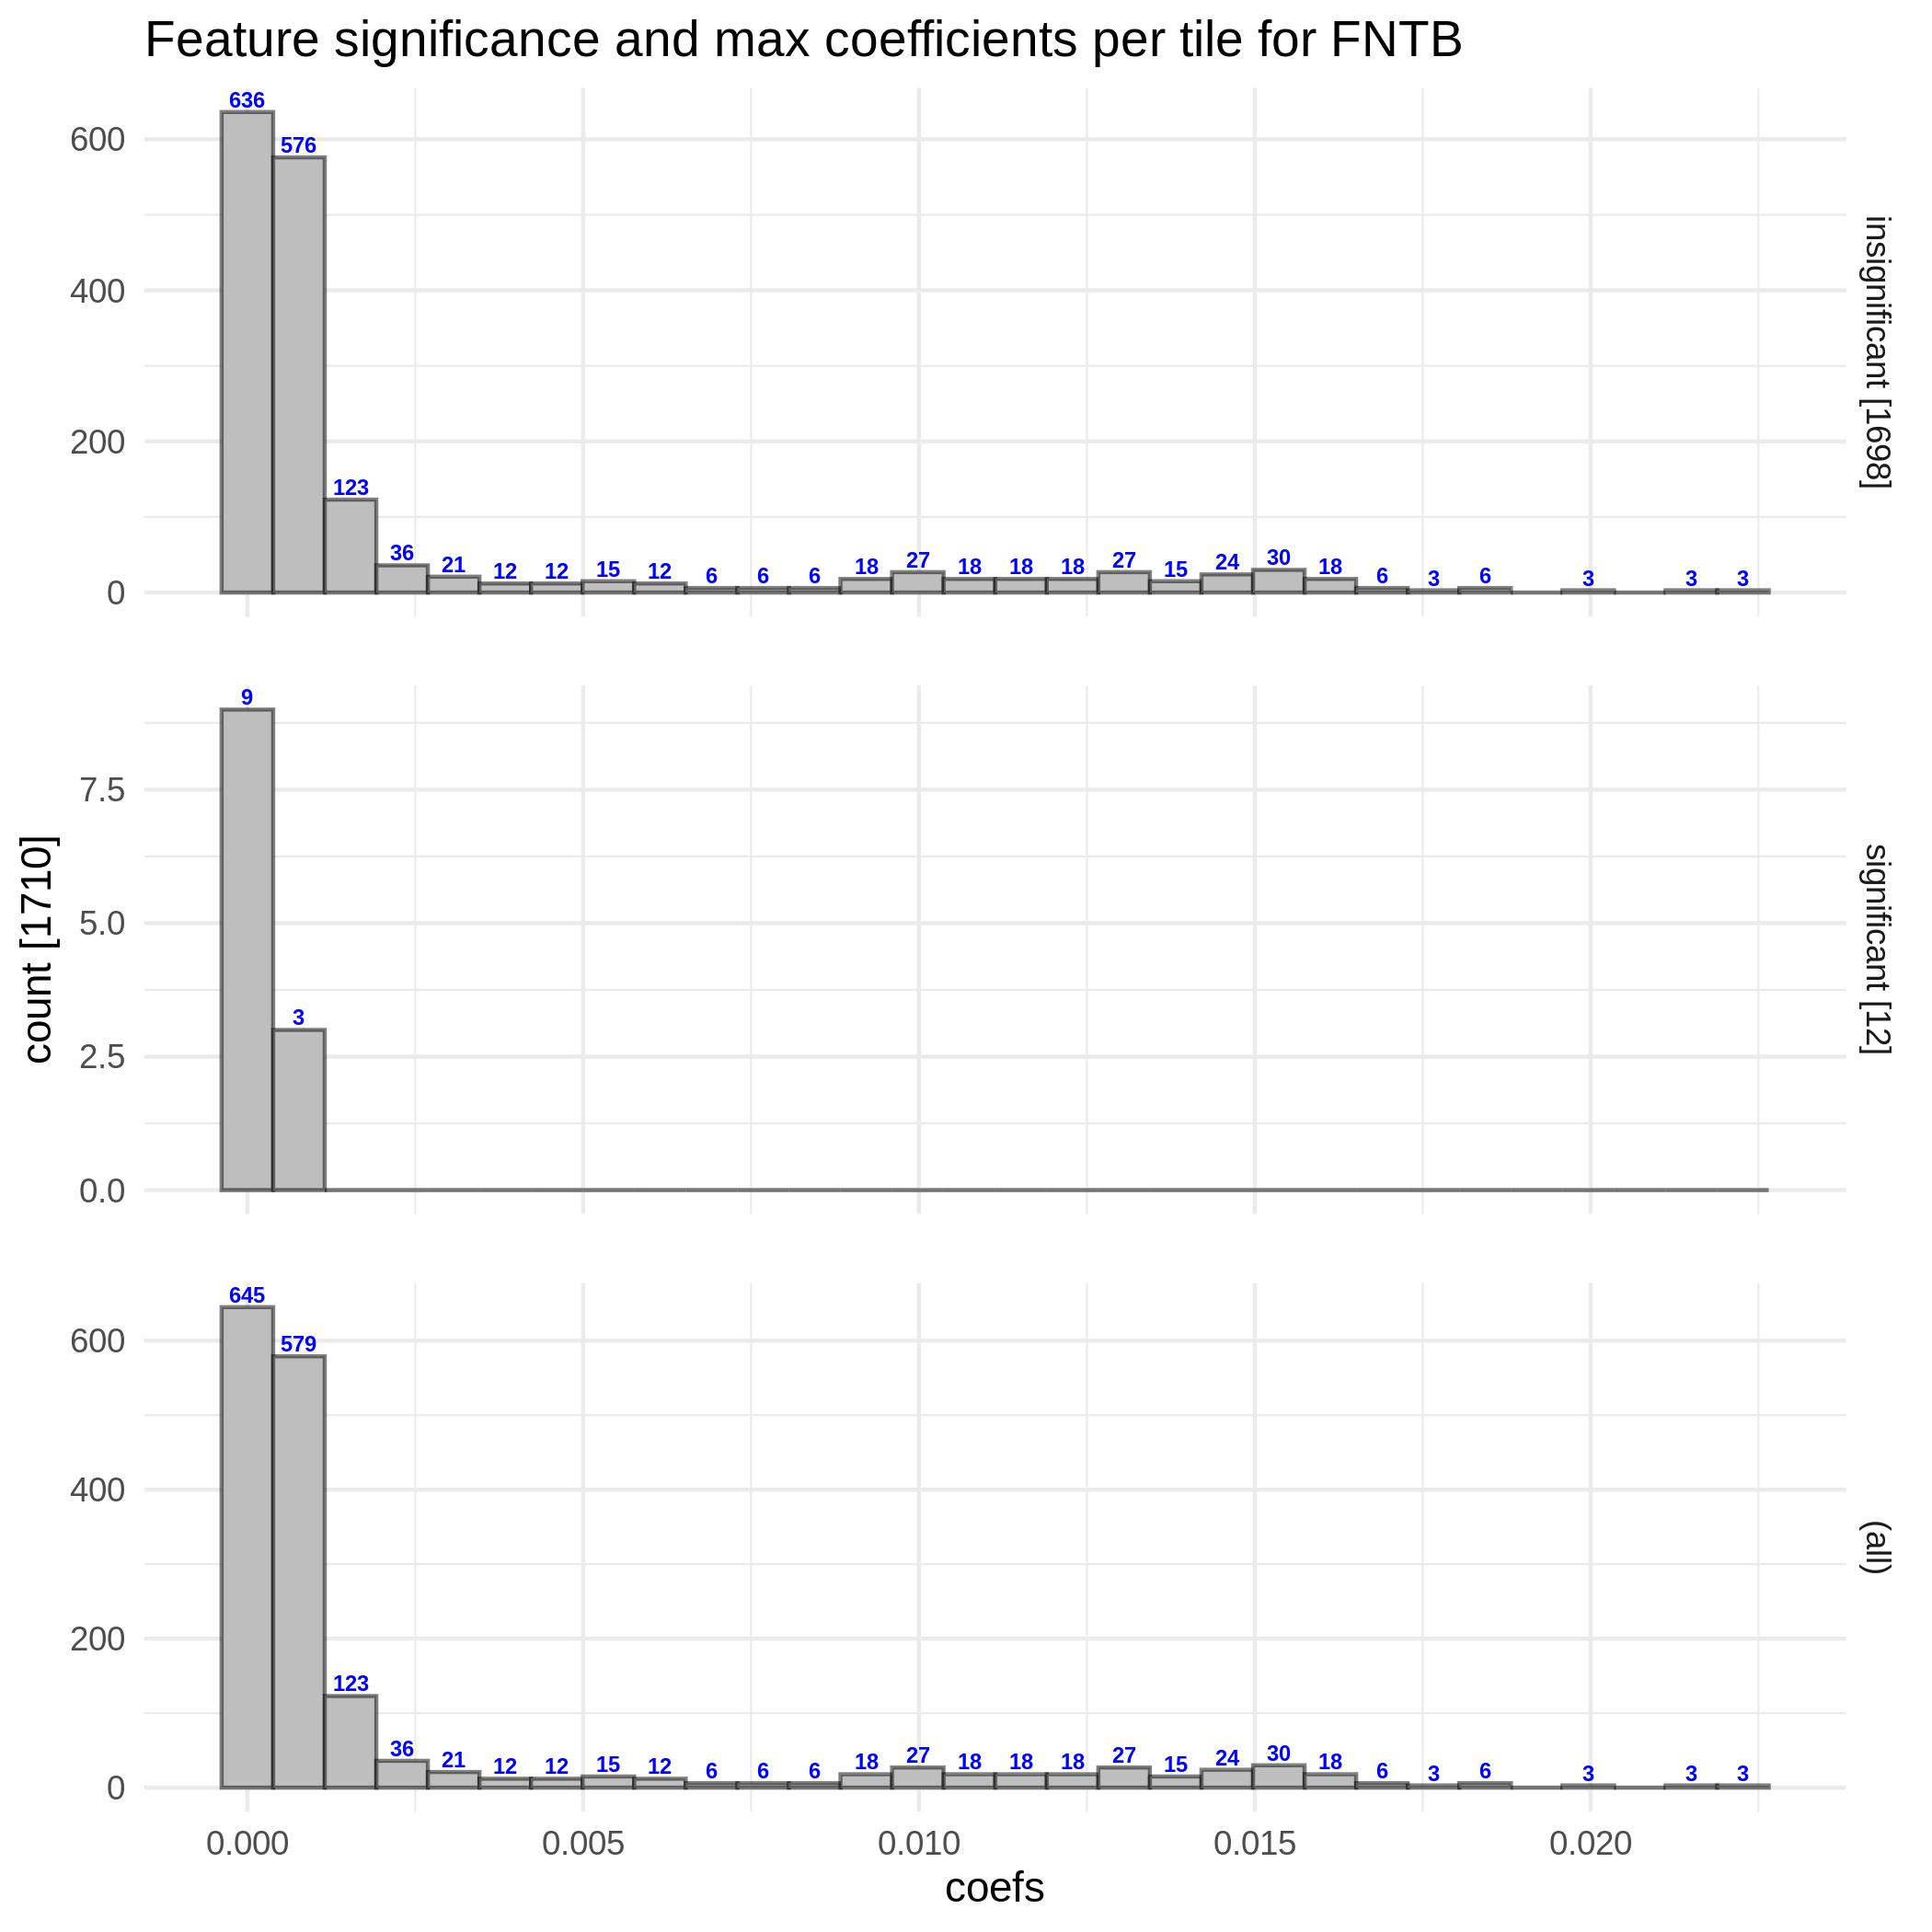 Feature significance and max coefficients per tile for FNTB
636
576
123
36 21 12 12 15 12 6 6 6 18 27 18 18 18 27 15 24 30 18 6 3 6 3 3 3
600
400
200
0
insignificant [1698]
9
3
7.5
5.0
2.5
0.0
significant [12]
count [1710]
645
579
123
36 21 12 12 15 12 6 6 6 18 27 18 18 18 27 15 24 30 18 6 3 6 3 3 3
600
400
200
0
(all)
0.000 0.005 0.010 0.015 0.020
coefs